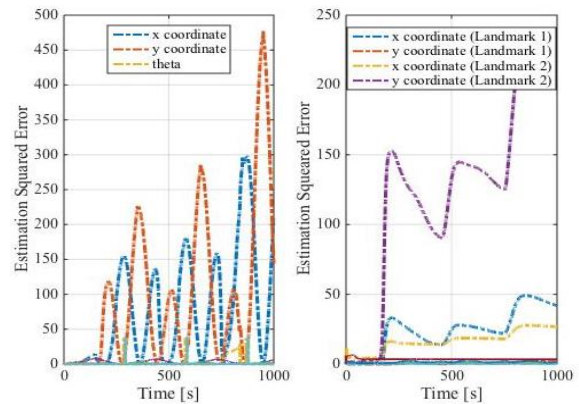 500
450
400
350
300
250
200
150
100
50
0
Estimation Squared Error
x coordinate
y coordinate
theta
0
500
1000
Time [s]
250
200
150
100
50
0
Estimation Squeared Error
x coordinate (Landmark 1)
y coordinate (Landmark 1)
x coordinate (Landmark 2)
y coordinate (Landmark 2)
0
500
1000
Time [s]